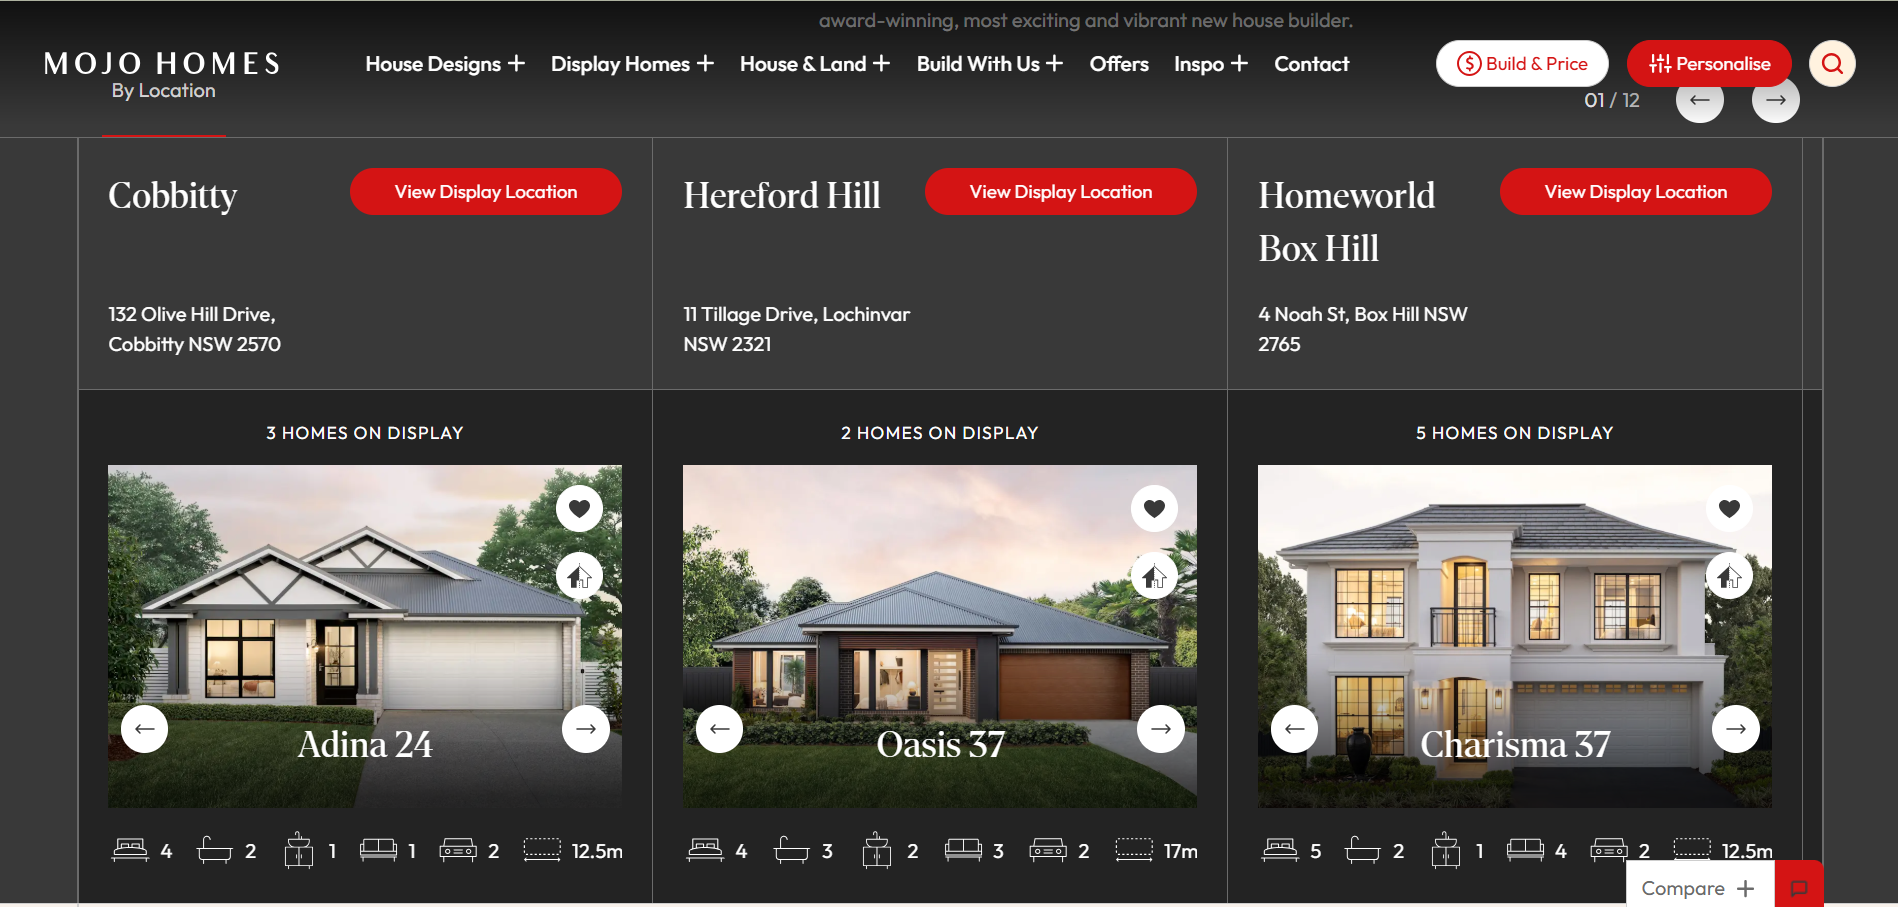 award-winning, most exciting and vibrant new house builder.
MOJO HOMES
House Designs
Display Homes
House & Land
Build With Us
Offers
Inspo
Contact
Build & Price
Personalise
By Location
01 / 12
Cobbitty
View Display Location
132 Olive Hill Drive,
Cobbitty NSW 2570
3 HOMES ON DISPLAY
Adina 24
4 2 1 1 2 12.5m
Hereford Hill
View Display Location
11 Tillage Drive, Lochinvar
NSW 2321
2 HOMES ON DISPLAY
Oasis 37
4 3 2 3 2 17m
Homeworld
Box Hill
View Display Location
4 Noah St, Box Hill NSW
2765
5 HOMES ON DISPLAY
Charisma 37
5 2 1 4 2 12.5m
Compare